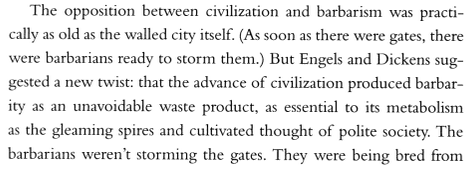 The opposition between civilization and barbarism was practi-
cally as old as the walled city itself. (As soon as there were gates, there
were barbarians ready to storm them.) But Engels and Dickens sug-
gested a new twist: that the advance of civilization produced barbar-
ity as an unavoidable waste product, as essential to its metabolism
as the gleaming spires and cultivated thought of polite society. The
barbarians weren't storming the gates. They were being bred from